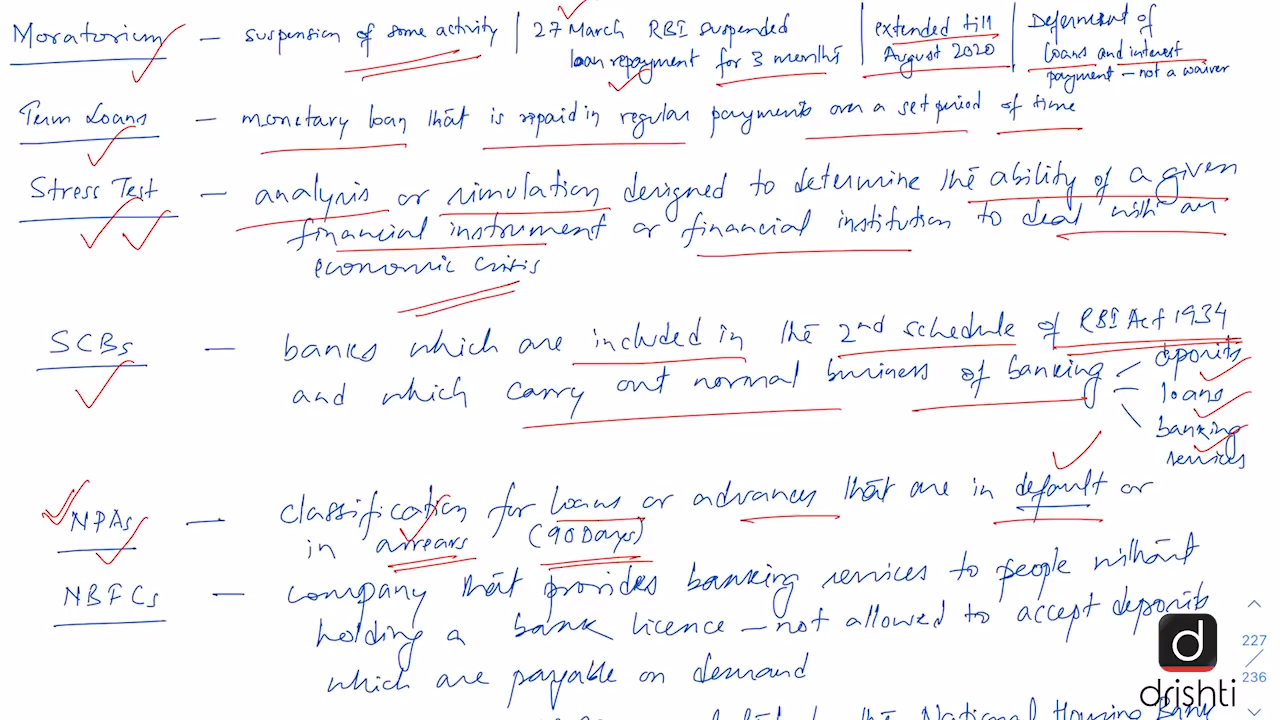 Moratorium — suspension of some activity | 27 March RBI suspended loan repayment for 3 months | extended till August 2020 | Deferment of loans and interest payment – not a waiver
Term Loans — monetary loan that is repaid in regular payments over a set period of time
Stress Test — analysis or simulation designed to determine the ability of a given
financial instrument or financial institution to deal with an
economic crisis
SCBs — banks which are included in the 2nd schedule of RBI Act 1934
and which carry out normal business of banking
deposits
loans
banking
services
NPAs — classification for loans or advances that are in default or
in arrears (90 Days)
NBFCs — company that provides banking services to people without
holding a bank licence – not allowed to accept deposits
which are payable on demand
the National Housing Bank
d
drishti
227
236